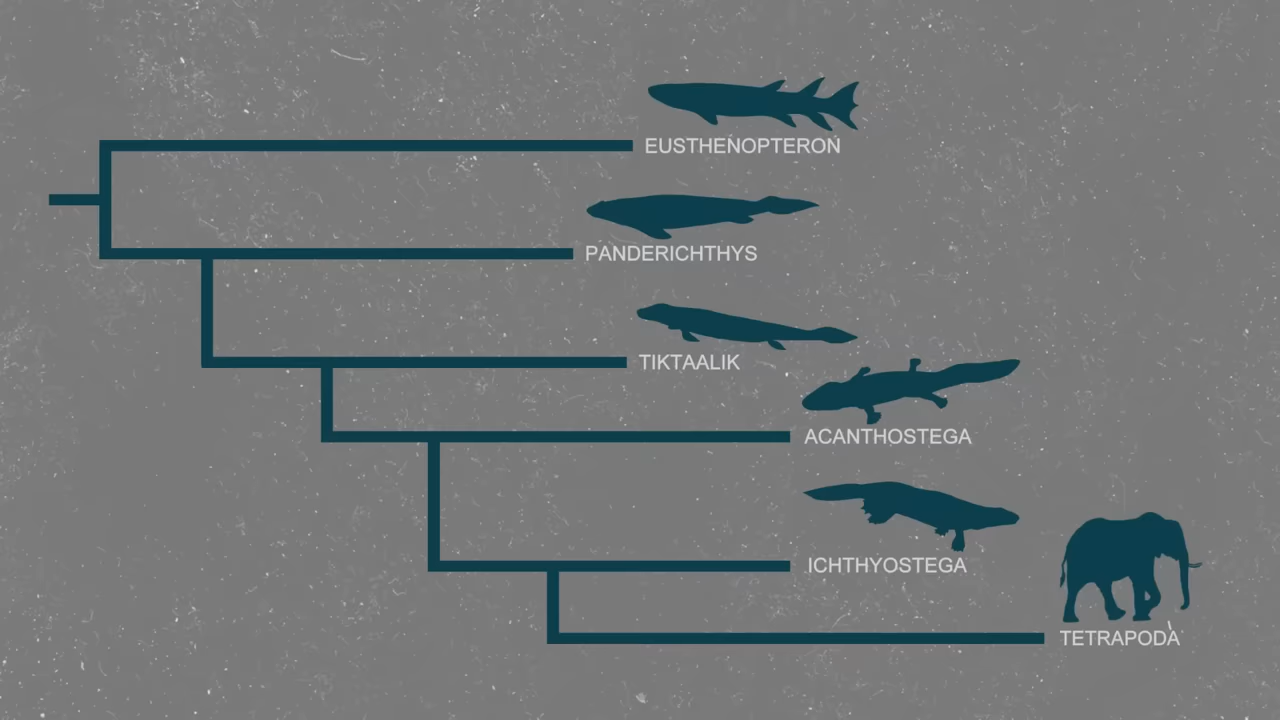 EUSTHENOPTERON
PANDERICHTHYS
TIKTAALIK
ACANTHOSTEGA
ICHTHYOSTEGA
TETRAPODA